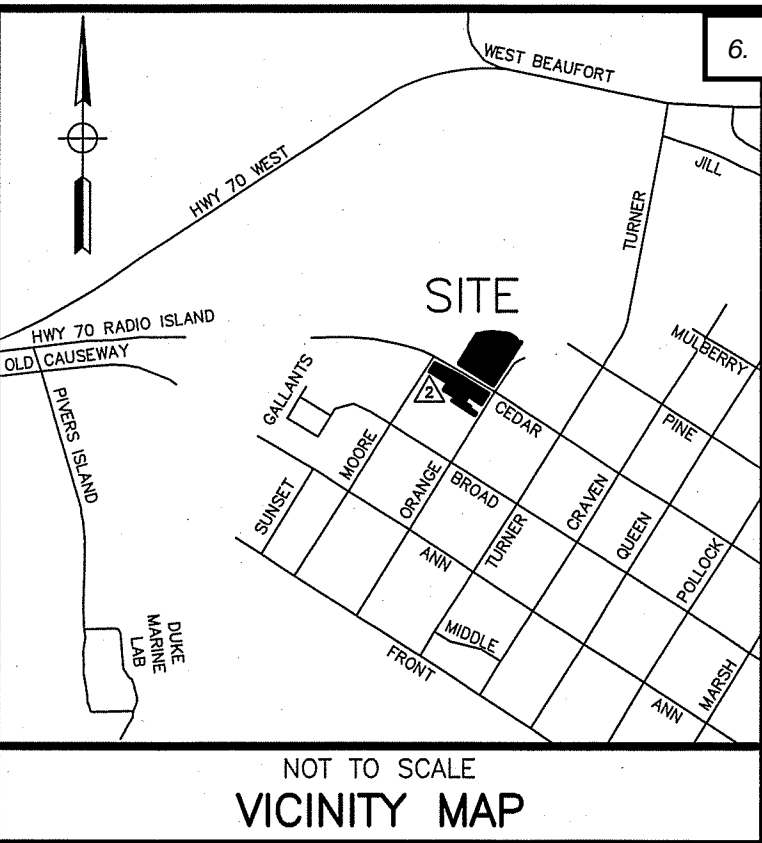 6.
WEST BEAUFORT
JILL
HWY 70 WEST
TURNER
SITE
HWY 70 RADIO ISLAND
OLD CAUSEWAY
MULBERRY
GALLANTS
2
PIVERS ISLAND
CEDAR
PINE
MOORE
ORANGE
BROAD
SUNSET
CRAVEN
QUEEN
TURNER
ANN
POLLOCK
DUKE
MARINE
LAB
MIDDLE
FRONT
MARSH
ANN
NOT TO SCALE
VICINITY MAP